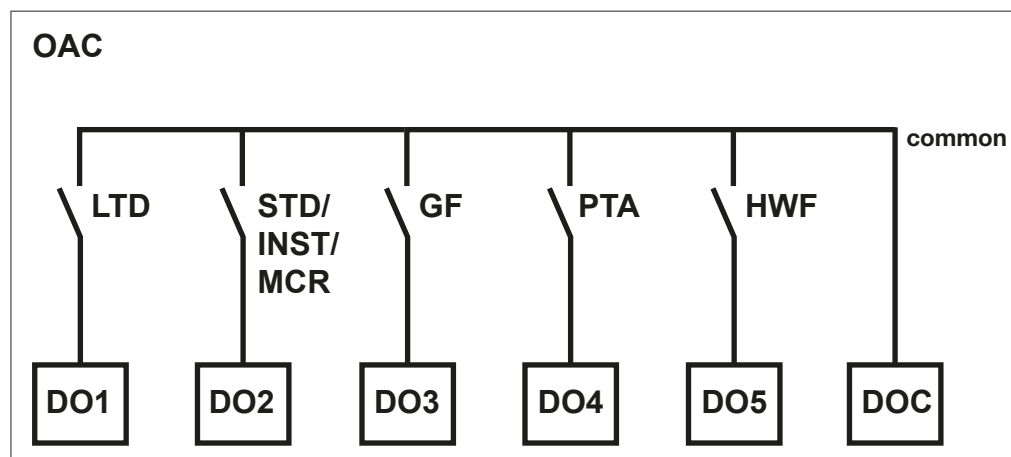 OAC
common
LTD
STD/
INST/
MCR
GF
PTA
HWF
DO1
DO2
DO3
DO4
DO5
DOC